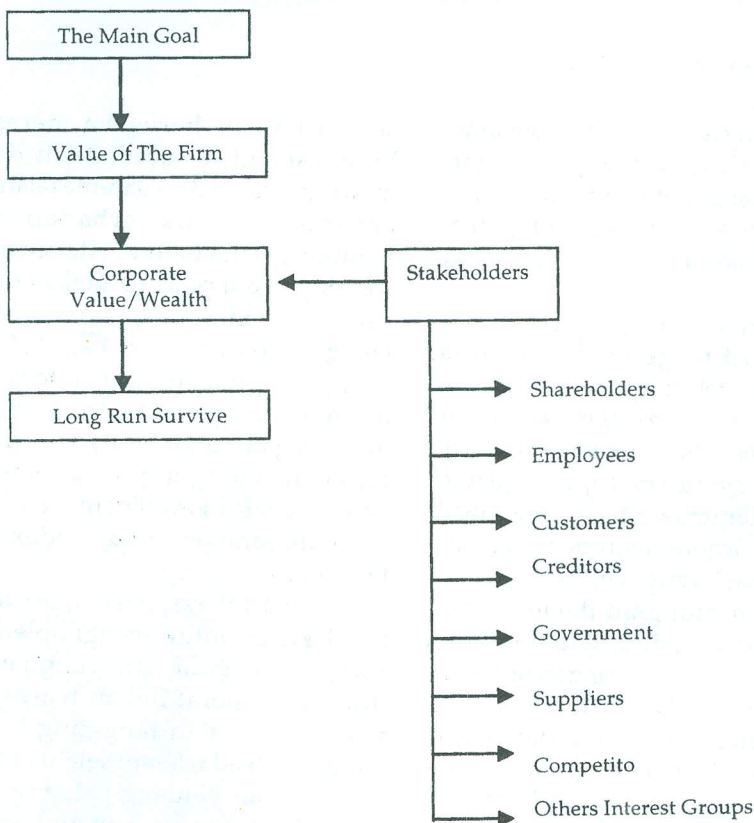 The Main Goal
Value of The Firm
Corporate
Value/Wealth
Stakeholders
Long Run Survive
Shareholders
Employees
Customers
Creditors
Government
Suppliers
Competito
Others Interest Groups